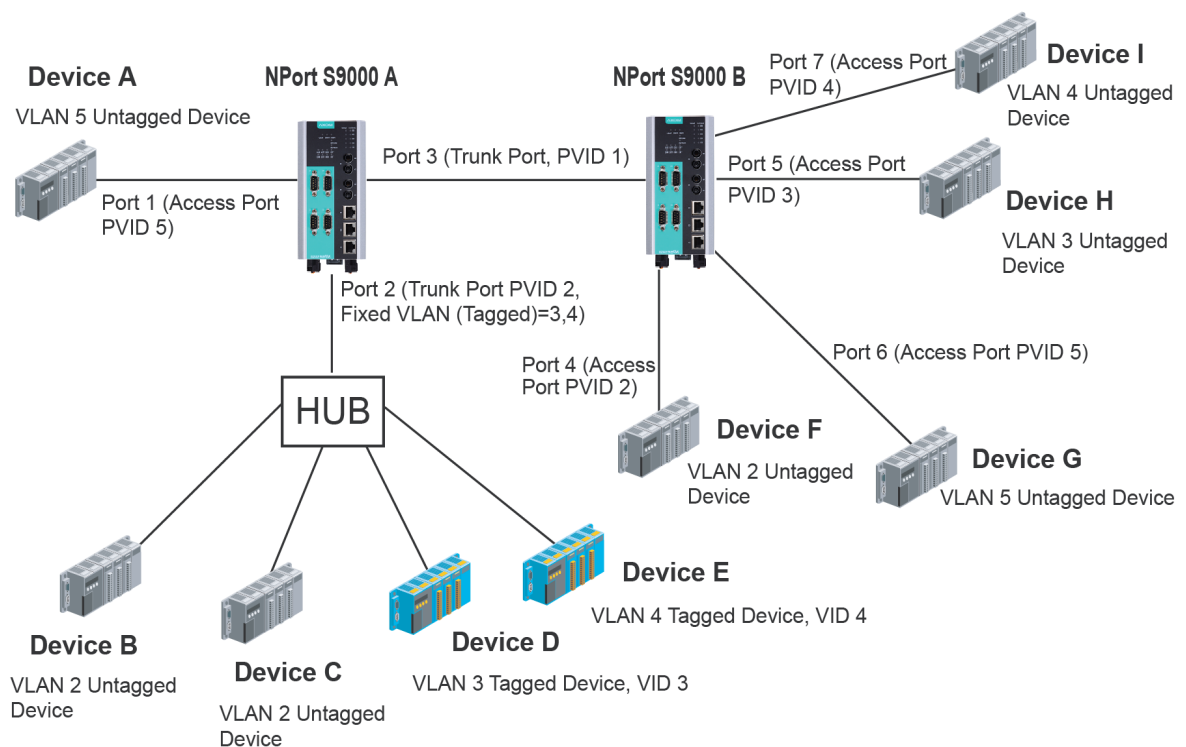 Device A
VLAN 5 Untagged Device
NPort S9000 A
NPort S9000 B
Port 7 (Access Port
PVID 4)
Device I
VLAN 4 Untagged
Device
Port 1 (Access Port
PVID 5)
Port 3 (Trunk Port, PVID 1)
Port 5 (Access Port
PVID 3)
Device H
VLAN 3 Untagged
Device
Port 2 (Trunk Port PVID 2,
Fixed VLAN (Tagged)=3,4)
Port 4 (Access
Port PVID 2)
Port 6 (Access Port PVID 5)
HUB
Device F
VLAN 2 Untagged
Device
Device G
VLAN 5 Untagged Device
Device B
VLAN 2 Untagged
Device
Device C
VLAN 2 Untagged
Device
Device D
VLAN 3 Tagged Device, VID 3
Device E
VLAN 4 Tagged Device, VID 4